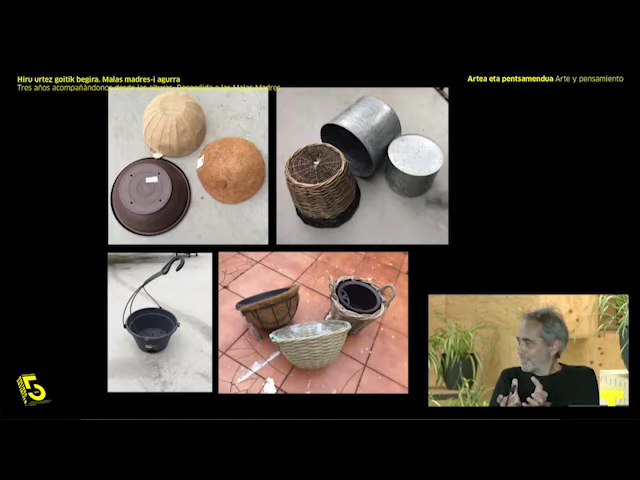 Hiru urtez goitik begira. Malas madres-i agurra
Tres años acompañándonos desde las alturas. Despedida a las Malas Madres
Artea eta pentsamendua Arte y pensamiento